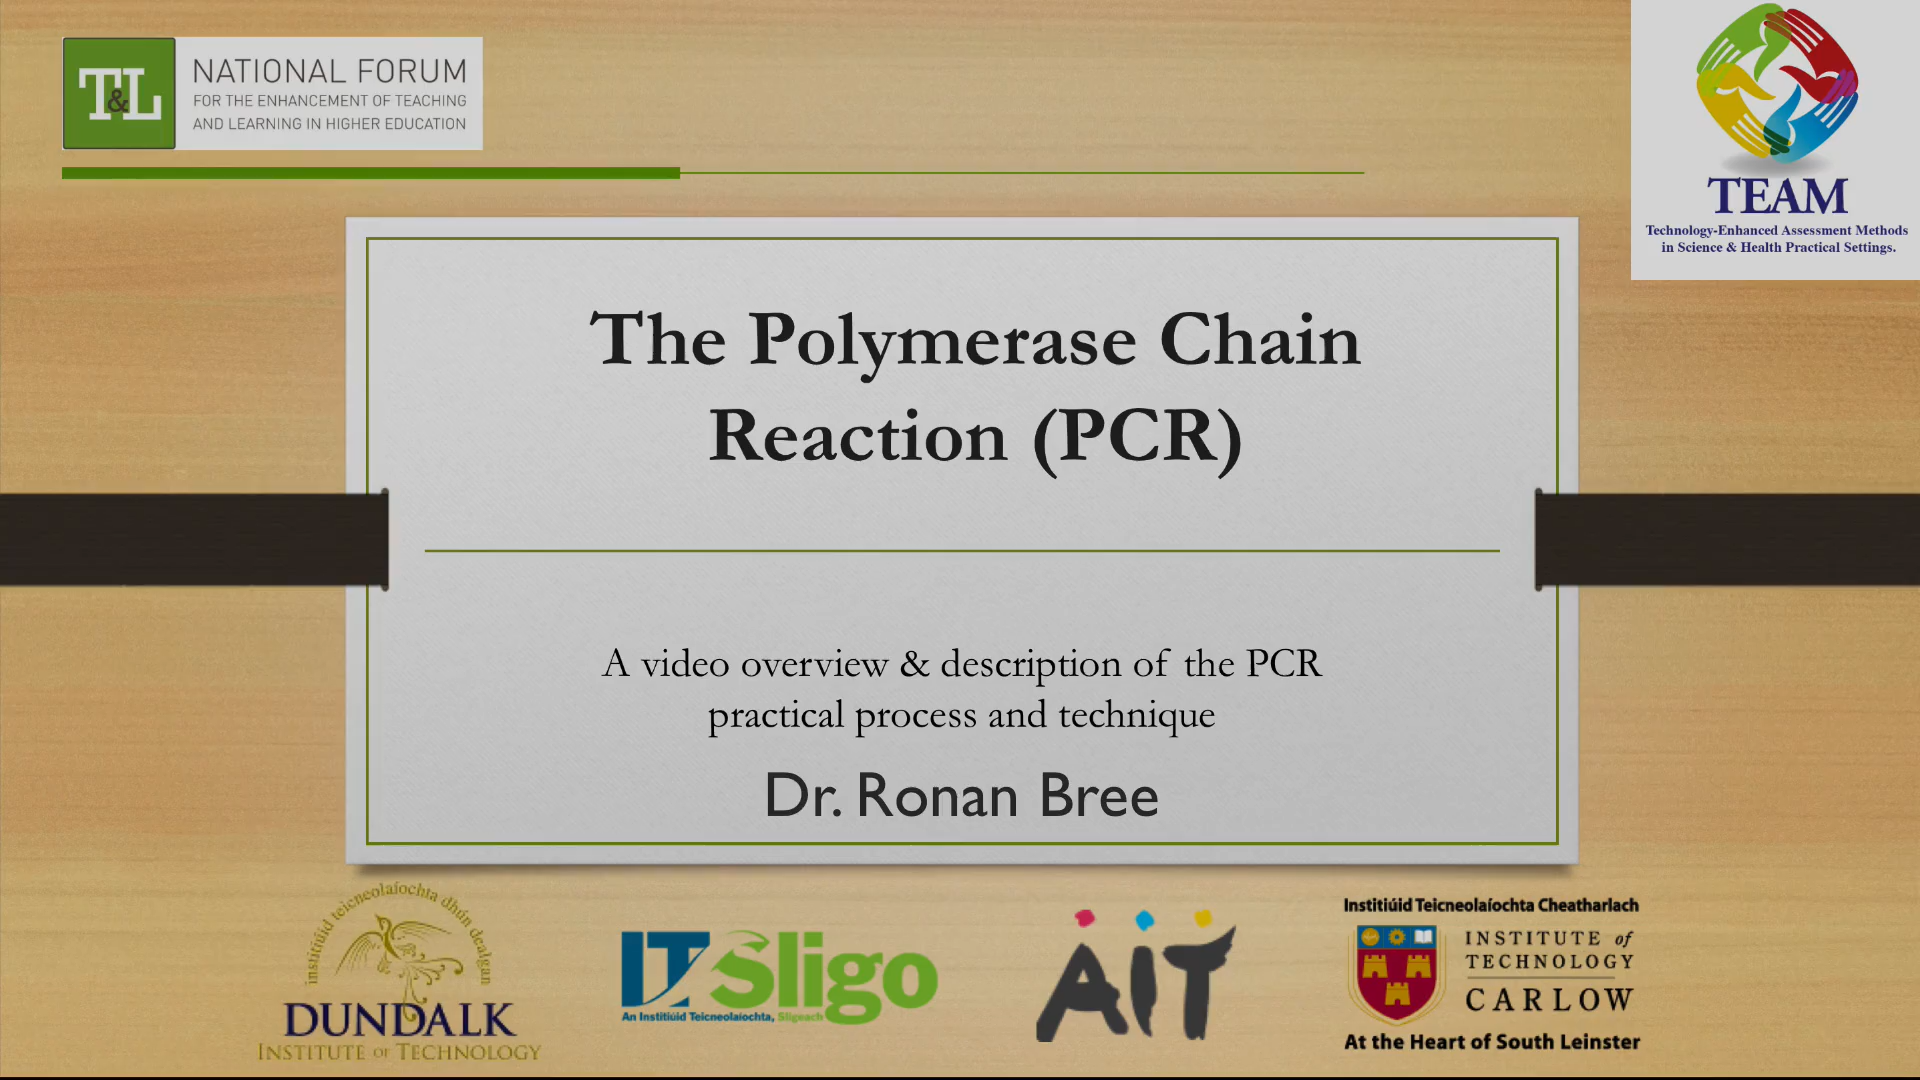 T&L
NATIONAL FORUM
FOR THE ENHANCEMENT OF TEACHING
AND LEARNING IN HIGHER EDUCATION
TEAM
Technology-Enhanced Assessment Methods
in Science & Health Practical Settings.
The Polymerase Chain
Reaction (PCR)
A video overview & description of the PCR
practical process and technique
Dr. Ronan Bree
institiúid teicneolaíochta dhún dealgan
DUNDALK
INSTITUTE OF TECHNOLOGY
IT Sligo
An Institiúid Teicneolaíochta, Sligeach
AIT
Institiúid Teicneolaíochta Cheatharlach
INSTITUTE of
TECHNOLOGY
CARLOW
At the Heart of South Leinster